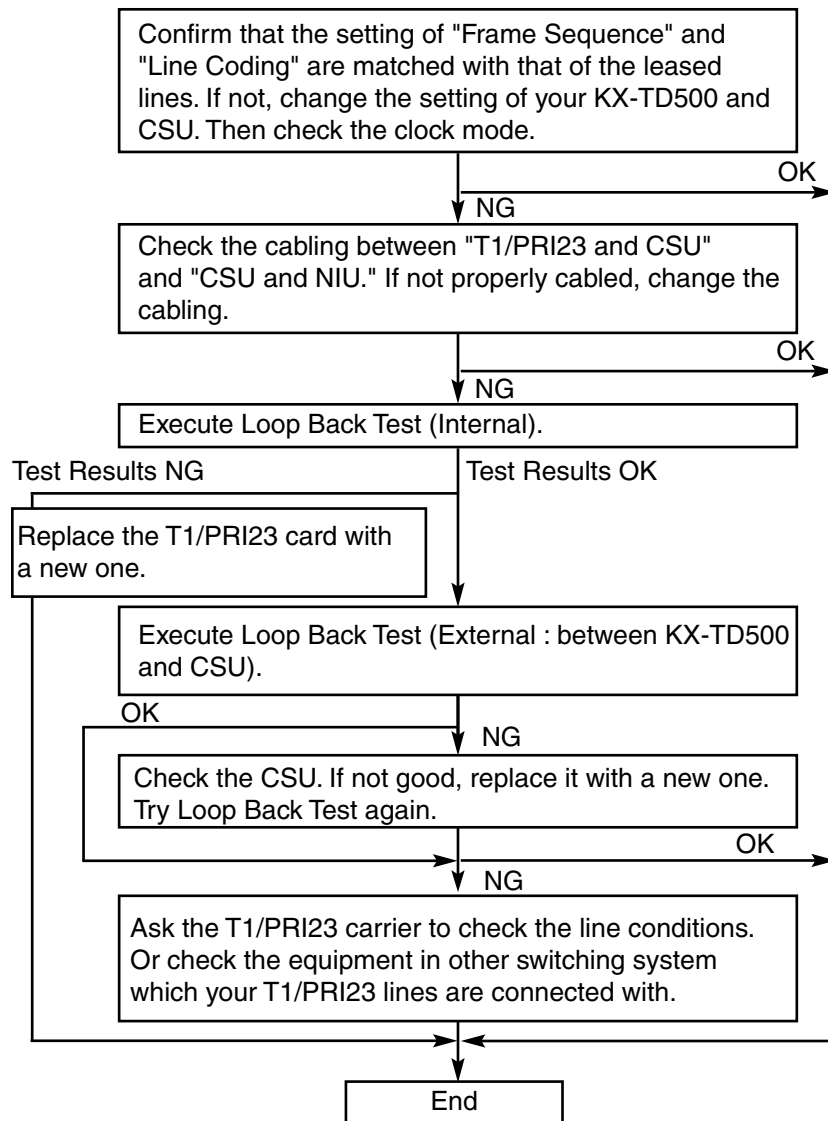 Confirm that the setting of "Frame Sequence" and
"Line Coding" are matched with that of the leased
lines. If not, change the setting of your KX-TD500 and
CSU. Then check the clock mode.
OK
NG
Check the cabling between "T1/PRI23 and CSU"
and "CSU and NIU." If not properly cabled, change the
cabling.
OK
NG
Execute Loop Back Test (Internal).
Test Results NG
Test Results OK
Replace the T1/PRI23 card with
a new one.
Execute Loop Back Test (External : between KX-TD500
and CSU).
OK
NG
Check the CSU. If not good, replace it with a new one.
Try Loop Back Test again.
OK
NG
Ask the T1/PRI23 carrier to check the line conditions.
Or check the equipment in other switching system
which your T1/PRI23 lines are connected with.
End